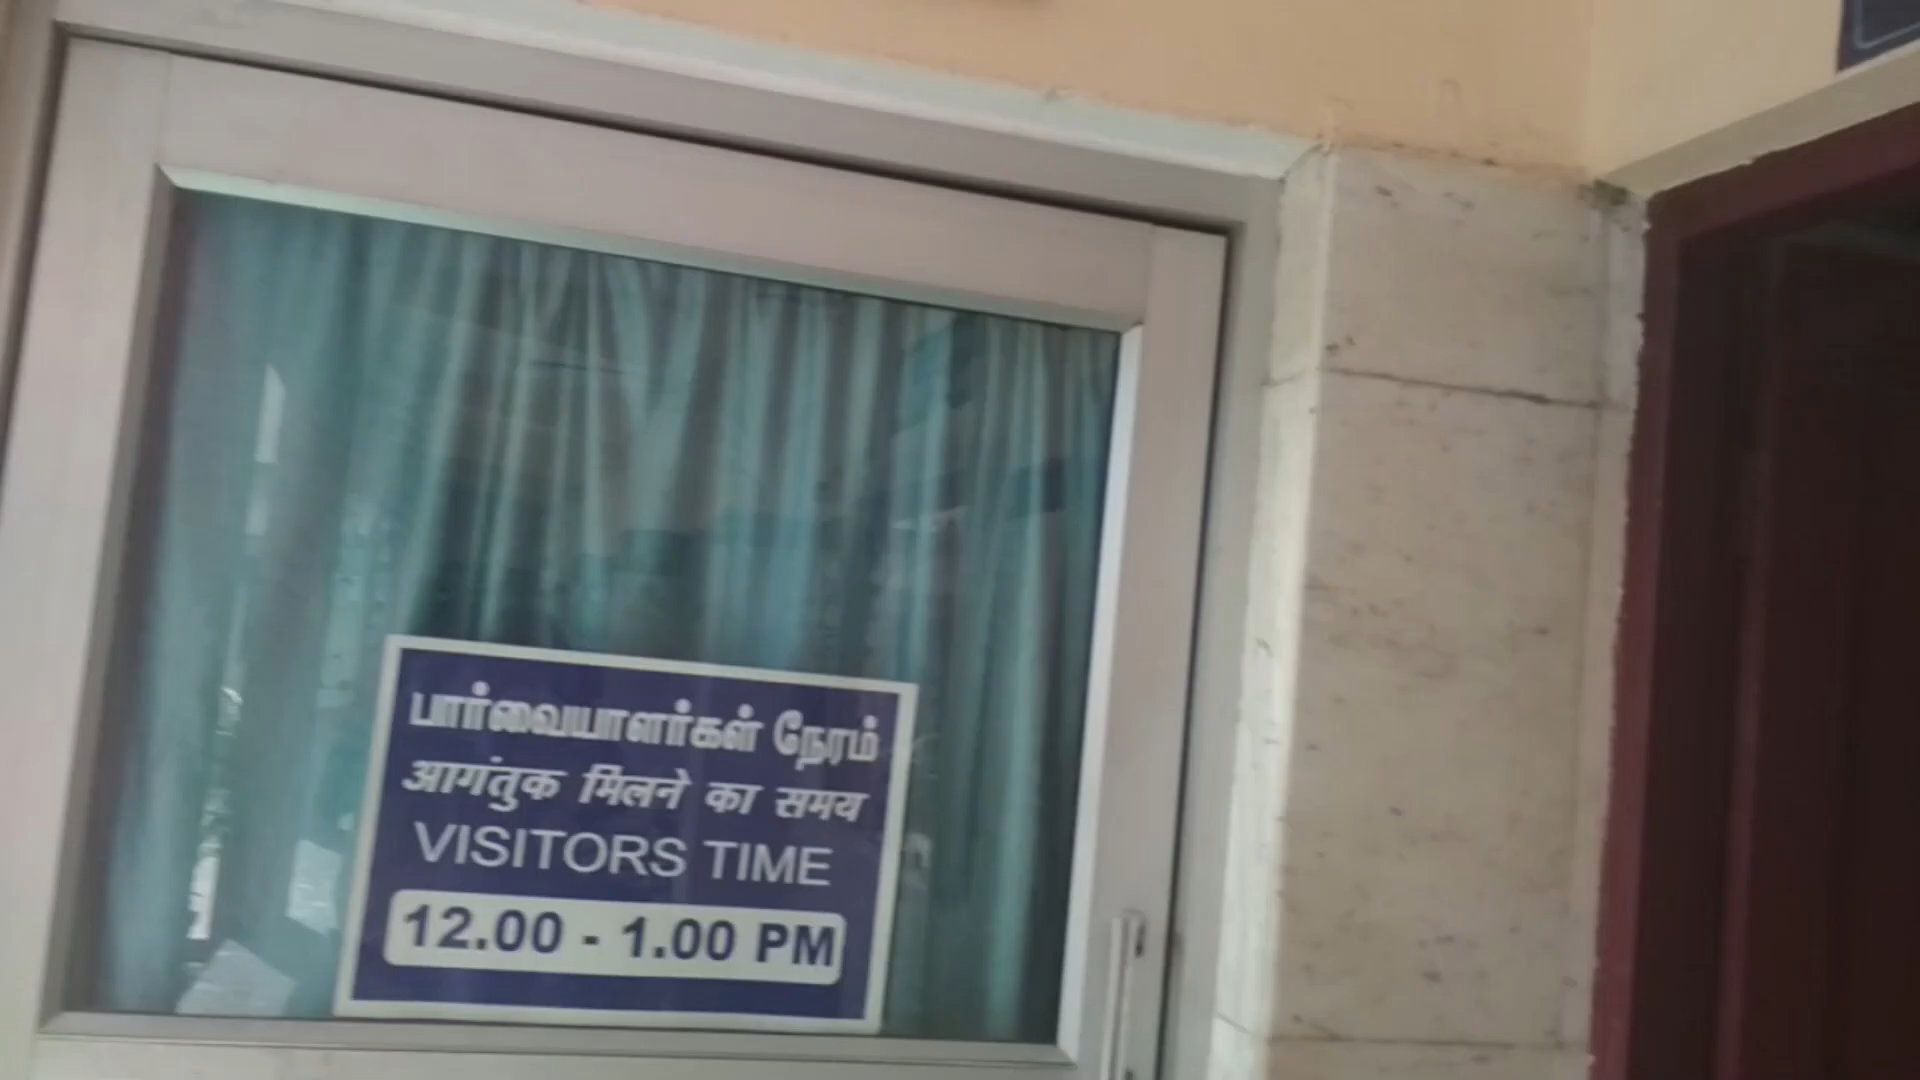 பார்வையாளர்கள் நேரம்
आगंतुक मिलने का समय
VISITORS TIME
12.00 - 1.00 PM